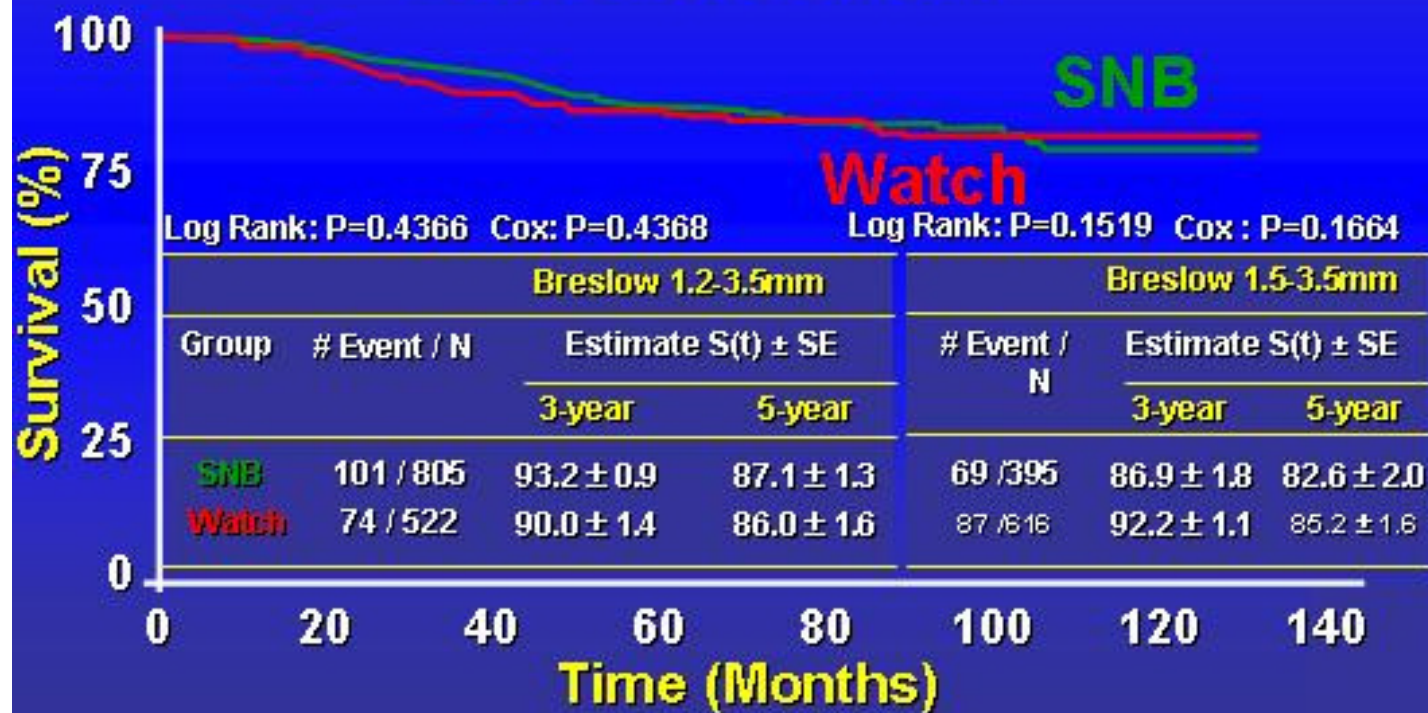 100
75
50
25
0
Survival (%)
SNB
Watch
Log Rank: P=0.4366 Cox: P=0.4368 Log Rank: P=0.1519 Cox : P=0.1664
Breslow 1.2-3.5mm Breslow 1.5-3.5mm
Group # Event / N Estimate S(t) ± SE # Event / N Estimate S(t) ± SE
3-year 5-year 3-year 5-year
SNB 101 / 805 93.2 ± 0.9 87.1 ± 1.3 69 /395 86.9 ± 1.8 82.6 ± 2.0
Watch 74 / 522 90.0 ± 1.4 86.0 ± 1.6 87 /616 92.2 ± 1.1 85.2 ± 1.6
0 20 40 60 80 100 120 140
Time (Months)